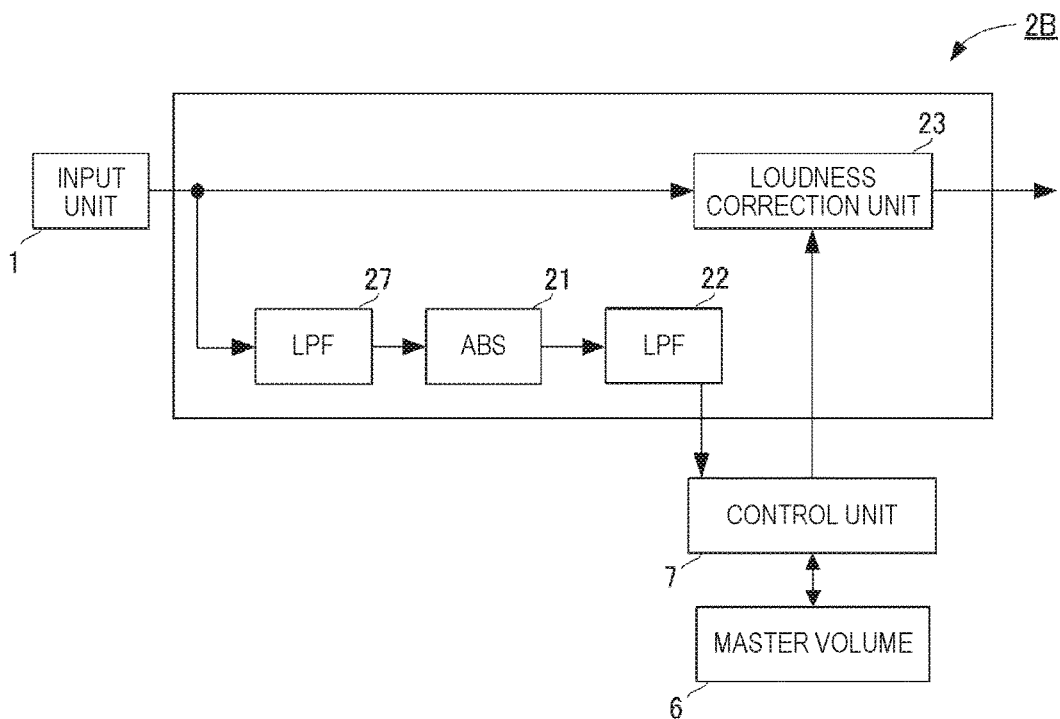 2B
23
INPUT
UNIT
LOUDNESS
CORRECTION UNIT
1
27
21
22
LPF
ABS
LPF
CONTROL UNIT
7
MASTER VOLUME
6